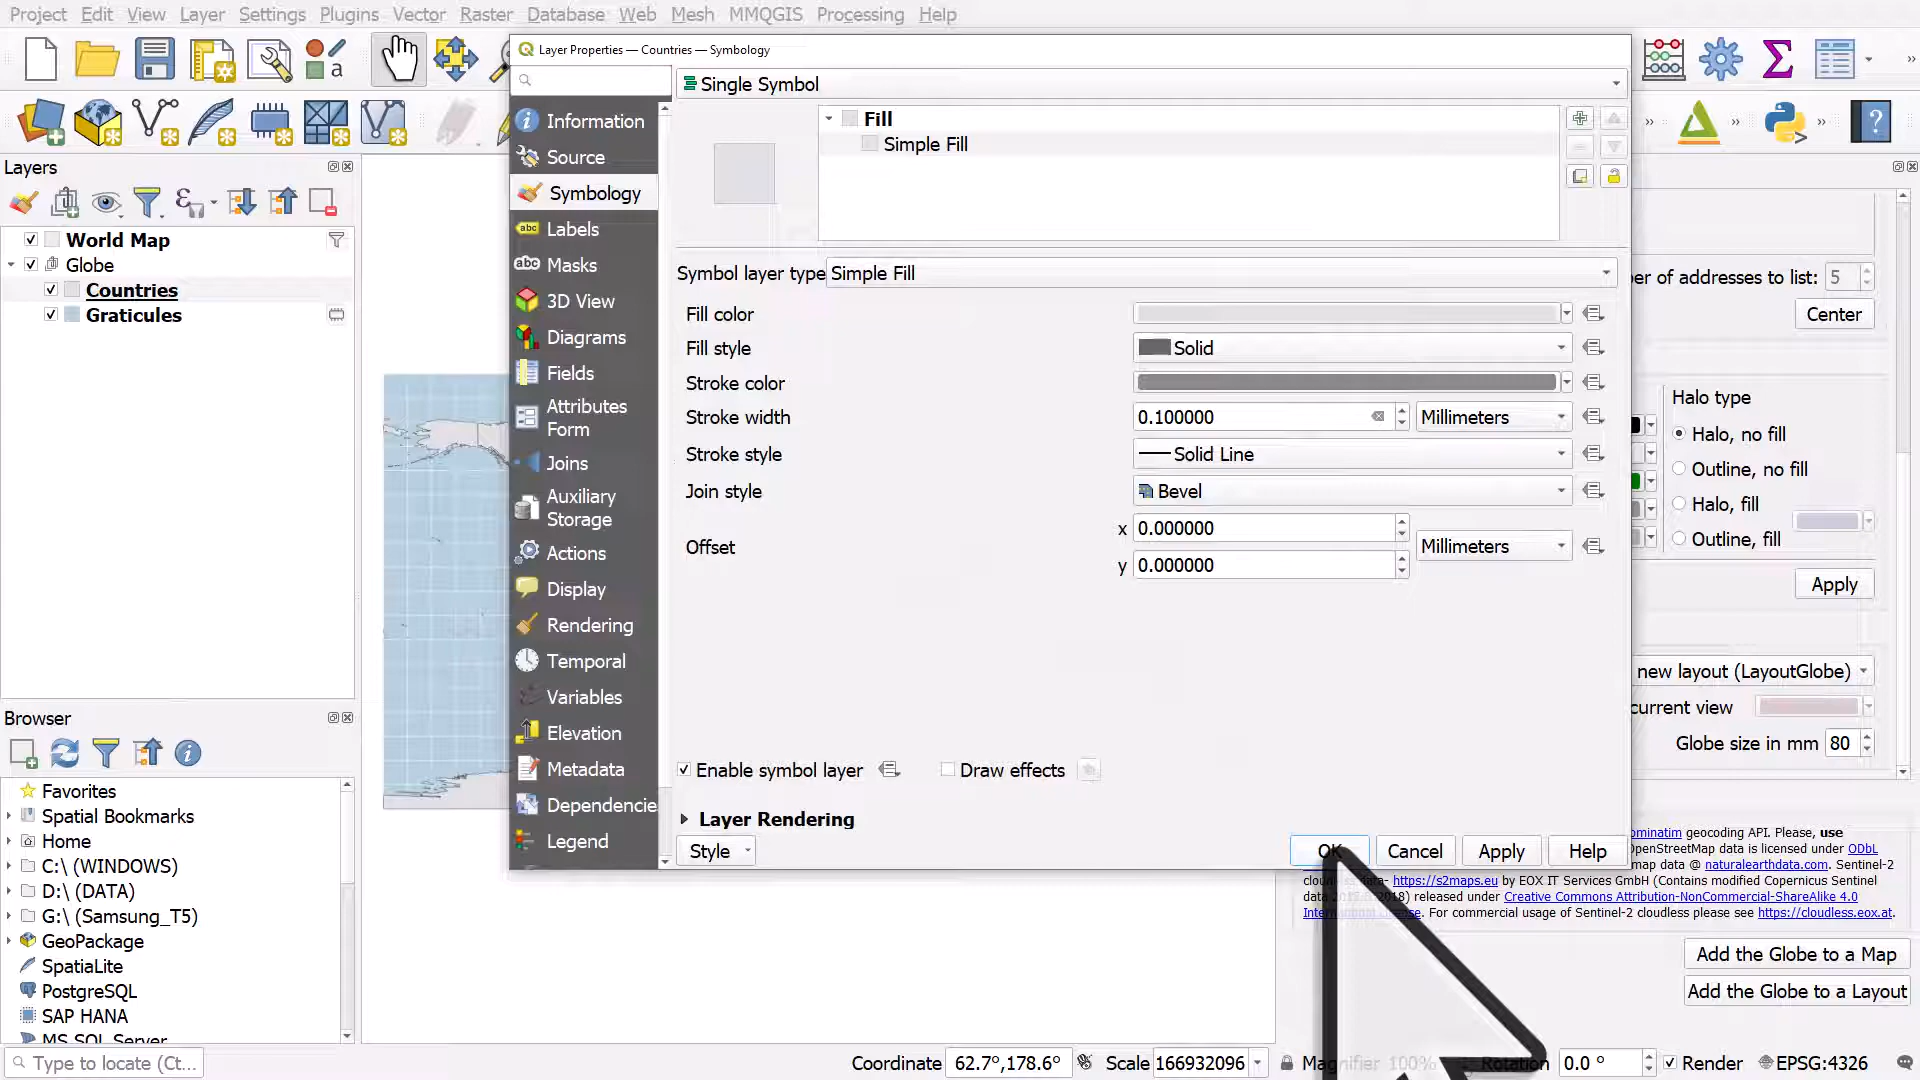 Project Edit View Layer Settings Plugins Vector Raster Database Web Mesh MMQGIS Processing Help
Layer Properties — Countries — Symbology
Single Symbol
Information
Source
Symbology
Labels
Masks
3D View
Diagrams
Fields
Attributes
Form
Joins
Auxiliary
Storage
Actions
Display
Rendering
Temporal
Variables
Elevation
Metadata
Dependencie
Legend
Fill
Simple Fill
Symbol layer type Simple Fill
Fill color
Fill style Solid
Stroke color
Stroke width 0.100000 Millimeters
Stroke style Solid Line
Join style Bevel
Offset
x 0.000000
y 0.000000
Millimeters
Enable symbol layer Draw effects
Layer Rendering
Style OK Cancel Apply Help
Layers
World Map
Globe
Countries
Graticules
Browser
Favorites
Spatial Bookmarks
Home
C:\ (WINDOWS)
D:\ (DATA)
G:\ (Samsung_T5)
GeoPackage
SpatiaLite
PostgreSQL
SAP HANA
MS SQL Server
er of addresses to list: 5
Center
Halo type
Halo, no fill
Outline, no fill
Halo, fill
Outline, fill
Apply
new layout (LayoutGlobe)
current view
Globe size in mm 80
ominatim geocoding API. Please, use
OpenStreetMap data is licensed under ODbL
map data @ naturalearthdata.com. Sentinel-2
data- https://s2maps.eu by EOX IT Services GmbH (Contains modified Copernicus Sentinel
data 2018) released under Creative Commons Attribution-NonCommercial-ShareAlike 4.0
For commercial usage of Sentinel-2 cloudless please see https://cloudless.eox.at.
Add the Globe to a Map
Add the Globe to a Layout
Type to locate (Ct...
Coordinate 62.7°,178.6° Scale 166932096 Magnifier 100% Rotation 0.0 ° Render EPSG:4326